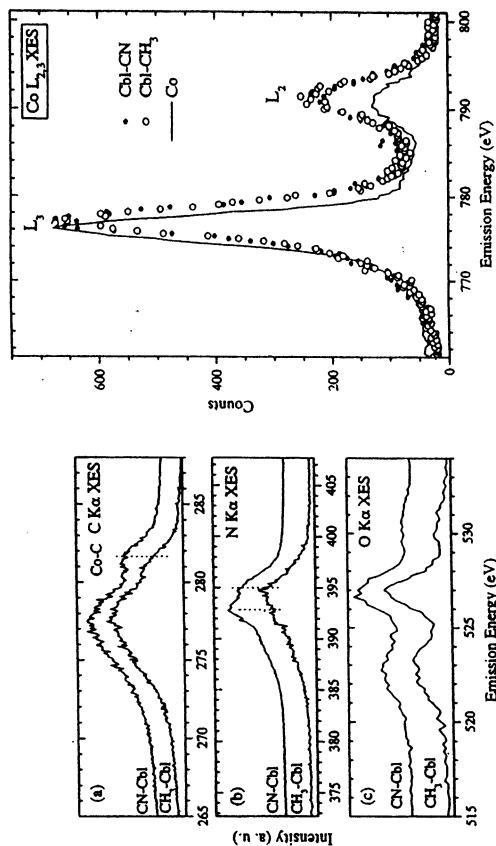 (a)
Co-C C Kα XES
CN-Cbl
CH3-Cbl
265 270 275 280 285
(b)
N Kα XES
CN-Cbl
CH3-Cbl
375 380 385 390 395 400 405
(c)
O Kα XES
CN-Cbl
CH3-Cbl
515 520 525 530
Emission Energy (eV)
Intensity (a. u.)
Co L2,3 XES
L3
L2
Cbl-CN
Cbl-CH3
Co
Counts
600
400
200
0
770 780 790 800
Emission Energy (eV)